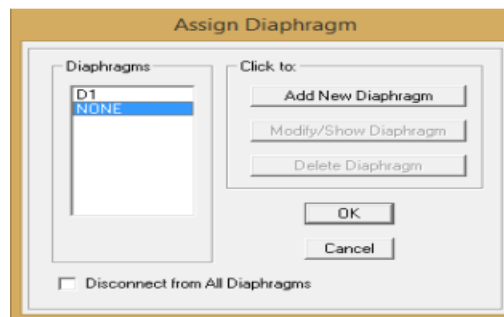 Assign Diaphragm
Diaphragms
D1
NONE
Click to:
Add New Diaphragm
Modify/Show Diaphragm
Delete Diaphragm
OK
Cancel
Disconnect from All Diaphragms